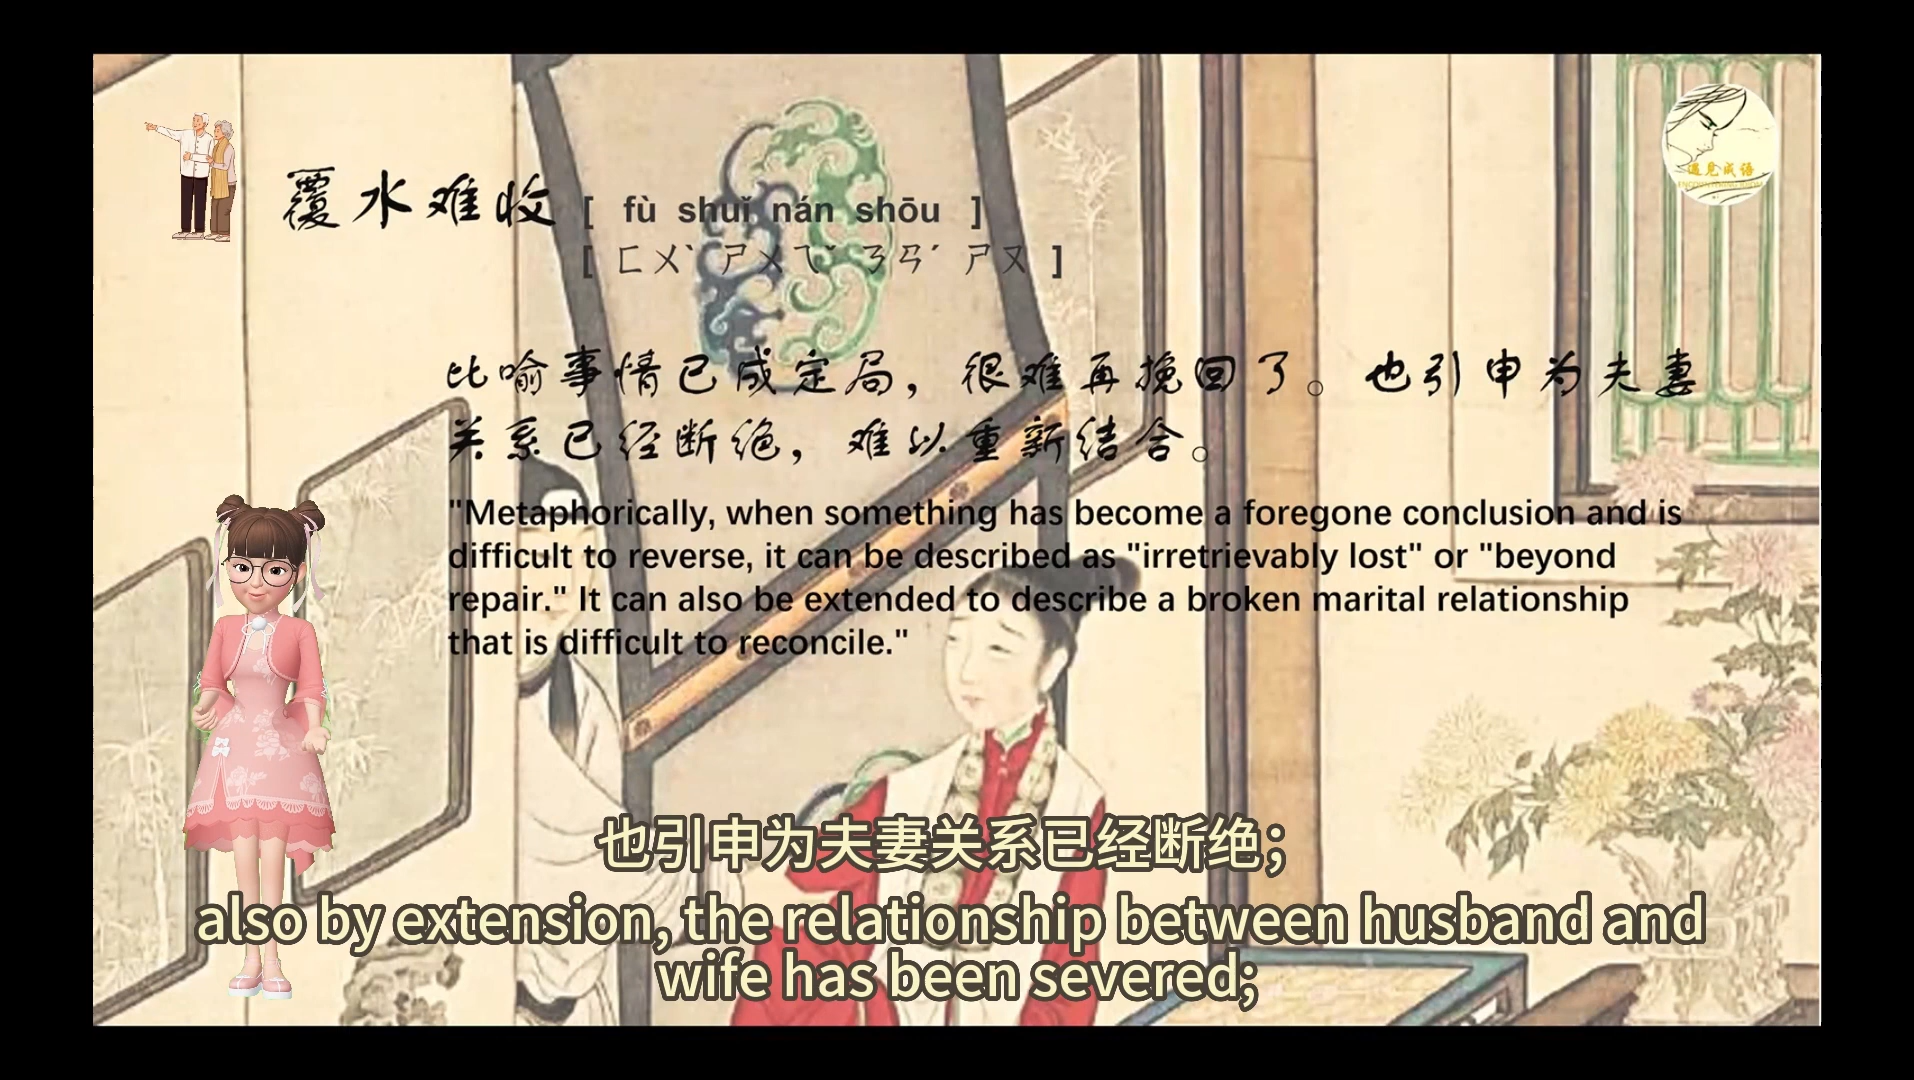 遇见成语
覆水难收 [ fù shuǐ nán shōu ]
[ ㄈㄨˋ ㄕㄨㄟˇ ㄋㄢˊ ㄕㄡ ]
比喻事情已成定局，很难再挽回了。也引申为夫妻
关系已经断绝，难以重新结合。
"Metaphorically, when something has become a foregone conclusion and is
difficult to reverse, it can be described as "irretrievably lost" or "beyond
repair." It can also be extended to describe a broken marital relationship
that is difficult to reconcile."
也引申为夫妻关系已经断绝；
also by extension, the relationship between husband and
wife has been severed;